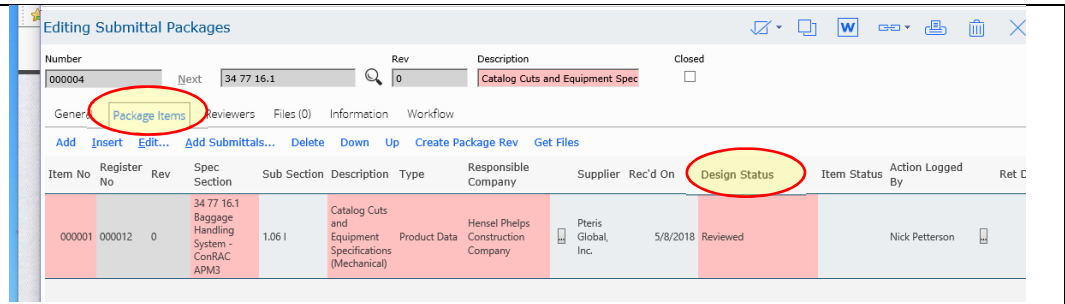 Editing Submittal Packages
W
Number Rev Description Closed
000004 Next 34 77 16.1 0 Catalog Cuts and Equipment Spec
General Package Items Reviewers Files (0) Information Workflow
Add Insert Edit... Add Submittals... Delete Down Up Create Package Rev Get Files
Item No Register No Rev Spec Section Sub Section Description Type Responsible Company Supplier Rec'd On Design Status Item Status Action Logged By Ret D
34 77 16.1
Baggage
Handling
System -
ConRAC
APM3
Catalog Cuts
and
Equipment
Specifications
(Mechanical)
000001 000012 0 1.06 I Product Data
Hensel Phelps
Construction
Company
...
Pteris
Global,
Inc.
5/8/2018 Reviewed Nick Petterson ...